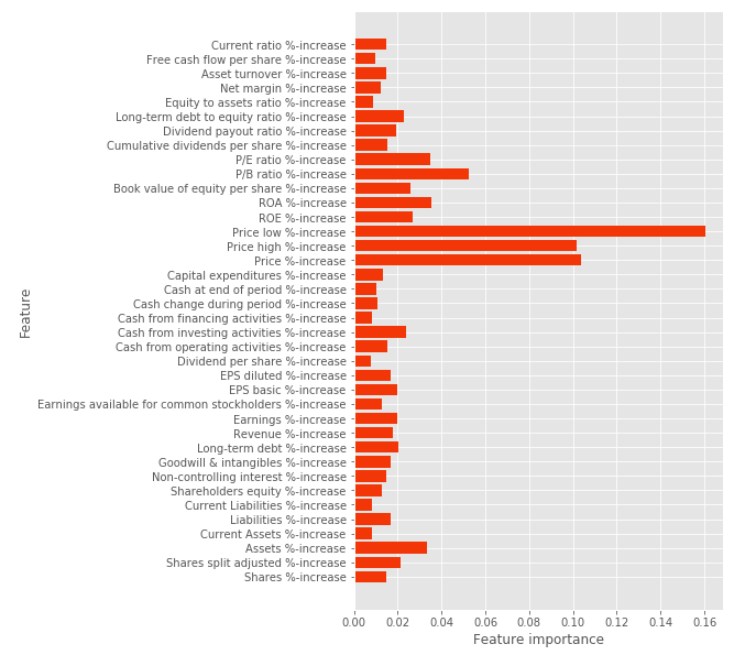 Current ratio %-increase
Free cash flow per share %-increase
Asset turnover %-increase
Net margin %-increase
Equity to assets ratio %-increase
Long-term debt to equity ratio %-increase
Dividend payout ratio %-increase
Cumulative dividends per share %-increase
P/E ratio %-increase
P/B ratio %-increase
Book value of equity per share %-increase
ROA %-increase
ROE %-increase
Price low %-increase
Price high %-increase
Price %-increase
Capital expenditures %-increase
Cash at end of period %-increase
Cash change during period %-increase
Cash from financing activities %-increase
Cash from investing activities %-increase
Cash from operating activities %-increase
Dividend per share %-increase
EPS diluted %-increase
EPS basic %-increase
Earnings available for common stockholders %-increase
Earnings %-increase
Revenue %-increase
Long-term debt %-increase
Goodwill & intangibles %-increase
Non-controlling interest %-increase
Shareholders equity %-increase
Current Liabilities %-increase
Liabilities %-increase
Current Assets %-increase
Assets %-increase
Shares split adjusted %-increase
Shares %-increase
Feature
0.00 0.02 0.04 0.06 0.08 0.10 0.12 0.14 0.16
Feature importance